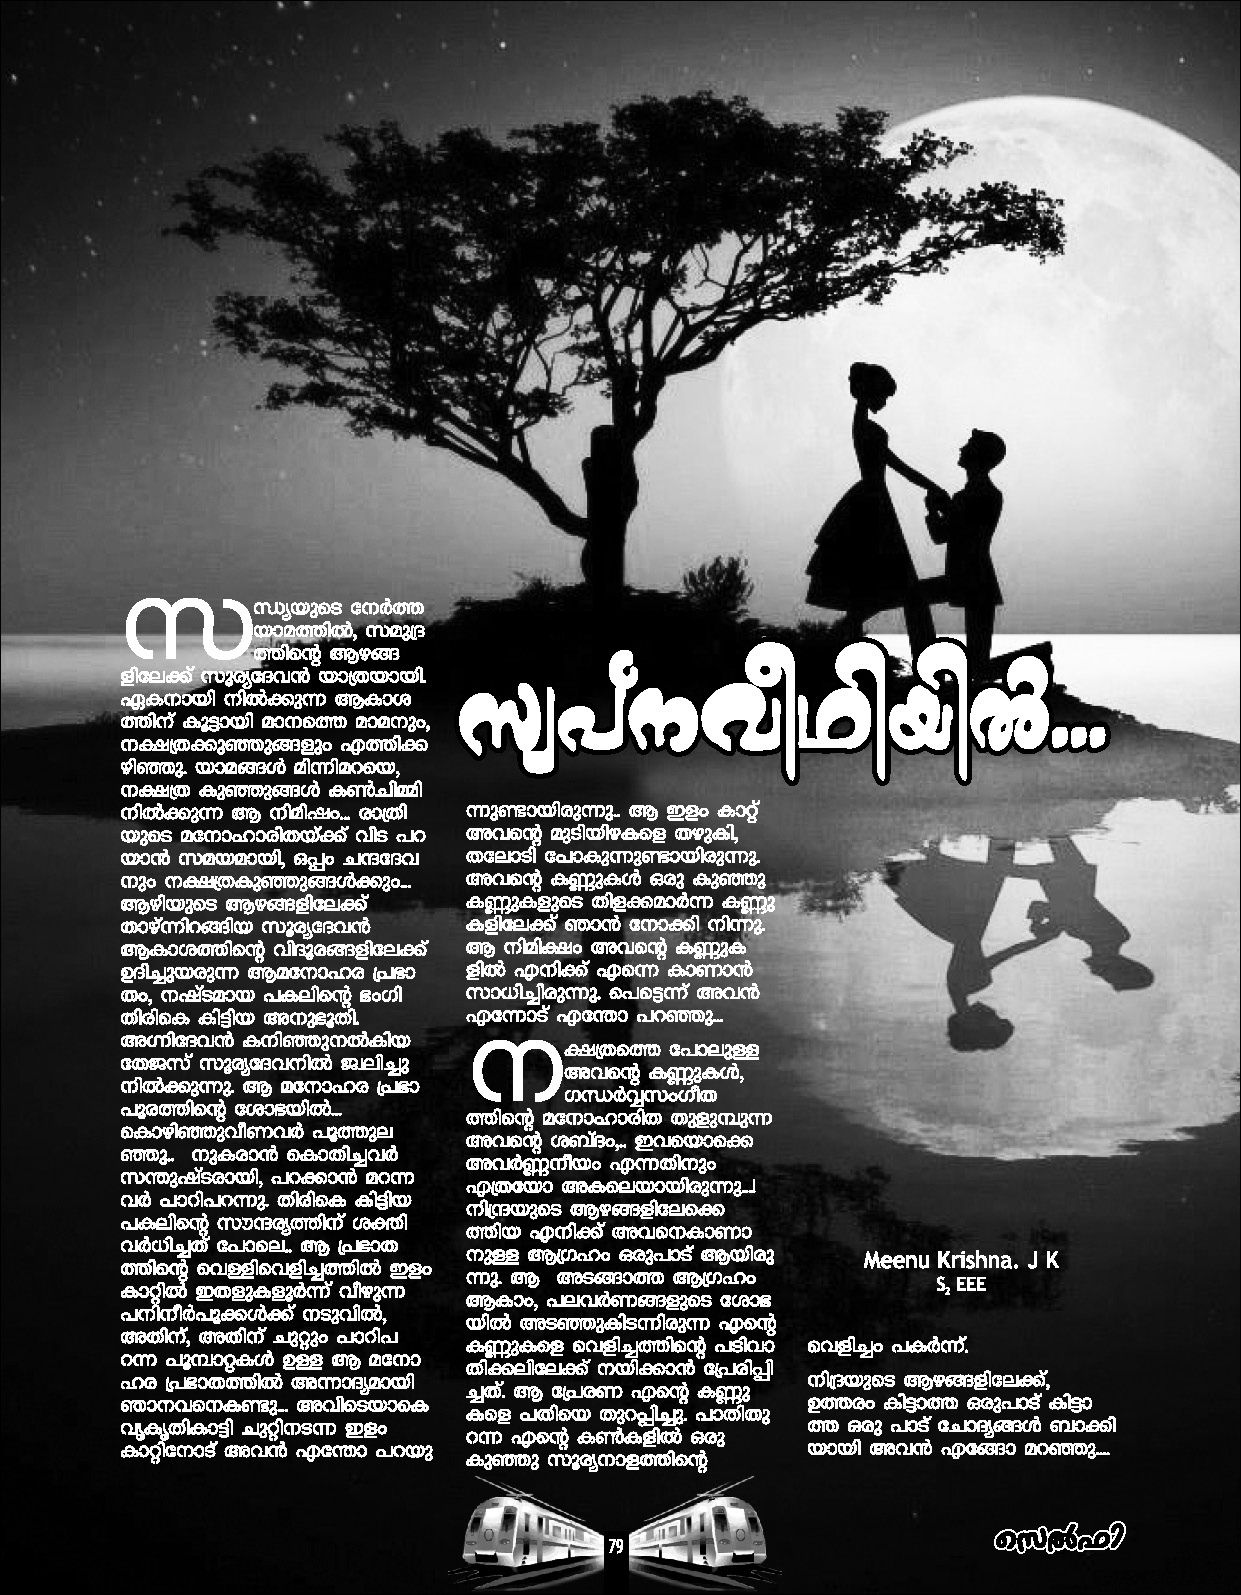 സ്വപ്നവീഥിയിൽ...
സന്ധ്യയുടെ നേർത്ത
യാമത്തിൽ, സമുദ്ര
ത്തിന്റെ ആഴങ്ങ
ളിലേക്ക് സൂര്യദേവൻ യാത്രയായി.
ഏകനായി നിൽക്കുന്ന ആകാശ
ത്തിന് കൂട്ടായി മാനത്തെ മാമനും,
നക്ഷത്രക്കുഞ്ഞുങ്ങളും എത്തിക്ക
ഴിഞ്ഞു. യാമങ്ങൾ മിന്നിമറയെ,
നക്ഷത്ര കുഞ്ഞുങ്ങൾ കൺചിമ്മി
നിൽക്കുന്ന ആ നിമിഷം... രാത്രി
യുടെ മനോഹാരിതയ്ക്ക് വിട പറ
യാൻ സമയമായി, ഒപ്പം ചന്ദ്രദേവ
നും നക്ഷത്രകുഞ്ഞുങ്ങൾക്കും...
ആഴിയുടെ ആഴങ്ങളിലേക്ക്
താഴ്ന്നിറങ്ങിയ സൂര്യദേവൻ
ആകാശത്തിന്റെ വിദൂരങ്ങളിലേക്ക്
ഉദിച്ചുയരുന്ന ആമനോഹര പ്രഭാ
തം, നഷ്ടമായ പകലിന്റെ ഭംഗി
തിരികെ കിട്ടിയ അനുഭൂതി.
അഗ്നിദേവൻ കനിഞ്ഞുനൽകിയ
തേജസ് സൂര്യദേവനിൽ ജ്വലിച്ചു
നിൽക്കുന്നു. ആ മനോഹര പ്രഭാ
പൂരത്തിന്റെ ശോഭയിൽ...
കൊഴിഞ്ഞുവീണവർ പൂത്തുല
ഞ്ഞു.. നുകരാൻ കൊതിച്ചവർ
സന്തുഷ്ടരായി, പറക്കാൻ മറന്ന
വർ പാറിപറന്നു. തിരികെ കിട്ടിയ
പകലിന്റെ സൗന്ദര്യത്തിന് ശക്തി
വർധിച്ചത് പോലെ.. ആ പ്രഭാത
ത്തിന്റെ വെള്ളിവെളിച്ചത്തിൽ ഇളം
കാറ്റിൽ ഇതളുകളൂർന്ന് വീഴുന്ന
പനിനീർപൂക്കൾക്ക് നടുവിൽ,
അതിന്, അതിന് ചുറ്റും പാറിപ
റന്ന പൂമ്പാറ്റകൾ ഉള്ള ആ മനോ
ഹര പ്രഭാതത്തിൽ അന്നാദ്യമായി
ഞാനവനെകണ്ടു... അവിടെയാകെ
വൃകൃതികാട്ടി ചുറ്റിനടന്ന ഇളം
കാറ്റിനോട് അവൻ എന്തോ പറയു
ന്നുണ്ടായിരുന്നു.. ആ ഇളം കാറ്റ്
അവന്റെ മുടിയിഴകളെ തഴുകി,
തലോടി പോകുന്നുണ്ടായിരുന്നു.
അവന്റെ കണ്ണുകൾ ഒരു കുഞ്ഞു
കണ്ണുകളുടെ തിളക്കമാർന്ന കണ്ണു
കളിലേക്ക് ഞാൻ നോക്കി നിന്നു.
ആ നിമിക്ഷം അവന്റെ കണ്ണുക
ളിൽ എനിക്ക് എന്നെ കാണാൻ
സാധിച്ചിരുന്നു. പെട്ടെന്ന് അവൻ
എന്നോട് എന്തോ പറഞ്ഞു...
നക്ഷത്രത്തെ പോലുള്ള
അവന്റെ കണ്ണുകൾ,
ഗന്ധർവ്വസംഗീത
ത്തിന്റെ മനോഹാരിത തുളുമ്പുന്ന
അവന്റെ ശബ്ദം,.. ഇവയൊക്കെ
അവർണ്ണനീയം എന്നതിനും
എത്രയോ അകലെയായിരുന്നു...!
നിന്ദ്രയുടെ ആഴങ്ങളിലേക്കെ
ത്തിയ എനിക്ക് അവനെകാണാ
നുള്ള ആഗ്രഹം ഒരുപാട് ആയിരു
ന്നു. ആ അടങ്ങാത്ത ആഗ്രഹം
ആകാം, പലവർണങ്ങളുടെ ശോഭ
യിൽ അടഞ്ഞുകിടന്നിരുന്ന എന്റെ
കണ്ണുകളെ വെളിച്ചത്തിന്റെ പടിവാ
തിക്കലിലേക്ക് നയിക്കാൻ പ്രേരിപ്പി
ച്ചത്. ആ പ്രേരണ എന്റെ കണ്ണു
കളെ പതിയെ തുറപ്പിച്ചു. പാതിതു
റന്ന എന്റെ കൺകളിൽ ഒരു
കുഞ്ഞു സൂര്യനാളത്തിന്റെ
Meenu Krishna. J K
S2 EEE
വെളിച്ചം പകർന്ന്.
നിദ്രയുടെ ആഴങ്ങളിലേക്ക്,
ഉത്തരം കിട്ടാത്ത ഒരുപാട് കിട്ടാ
ത്ത ഒരു പാട് ചോദ്യങ്ങൾ ബാക്കി
യായി അവൻ എങ്ങോ മറഞ്ഞു....
79
സെൽഫി